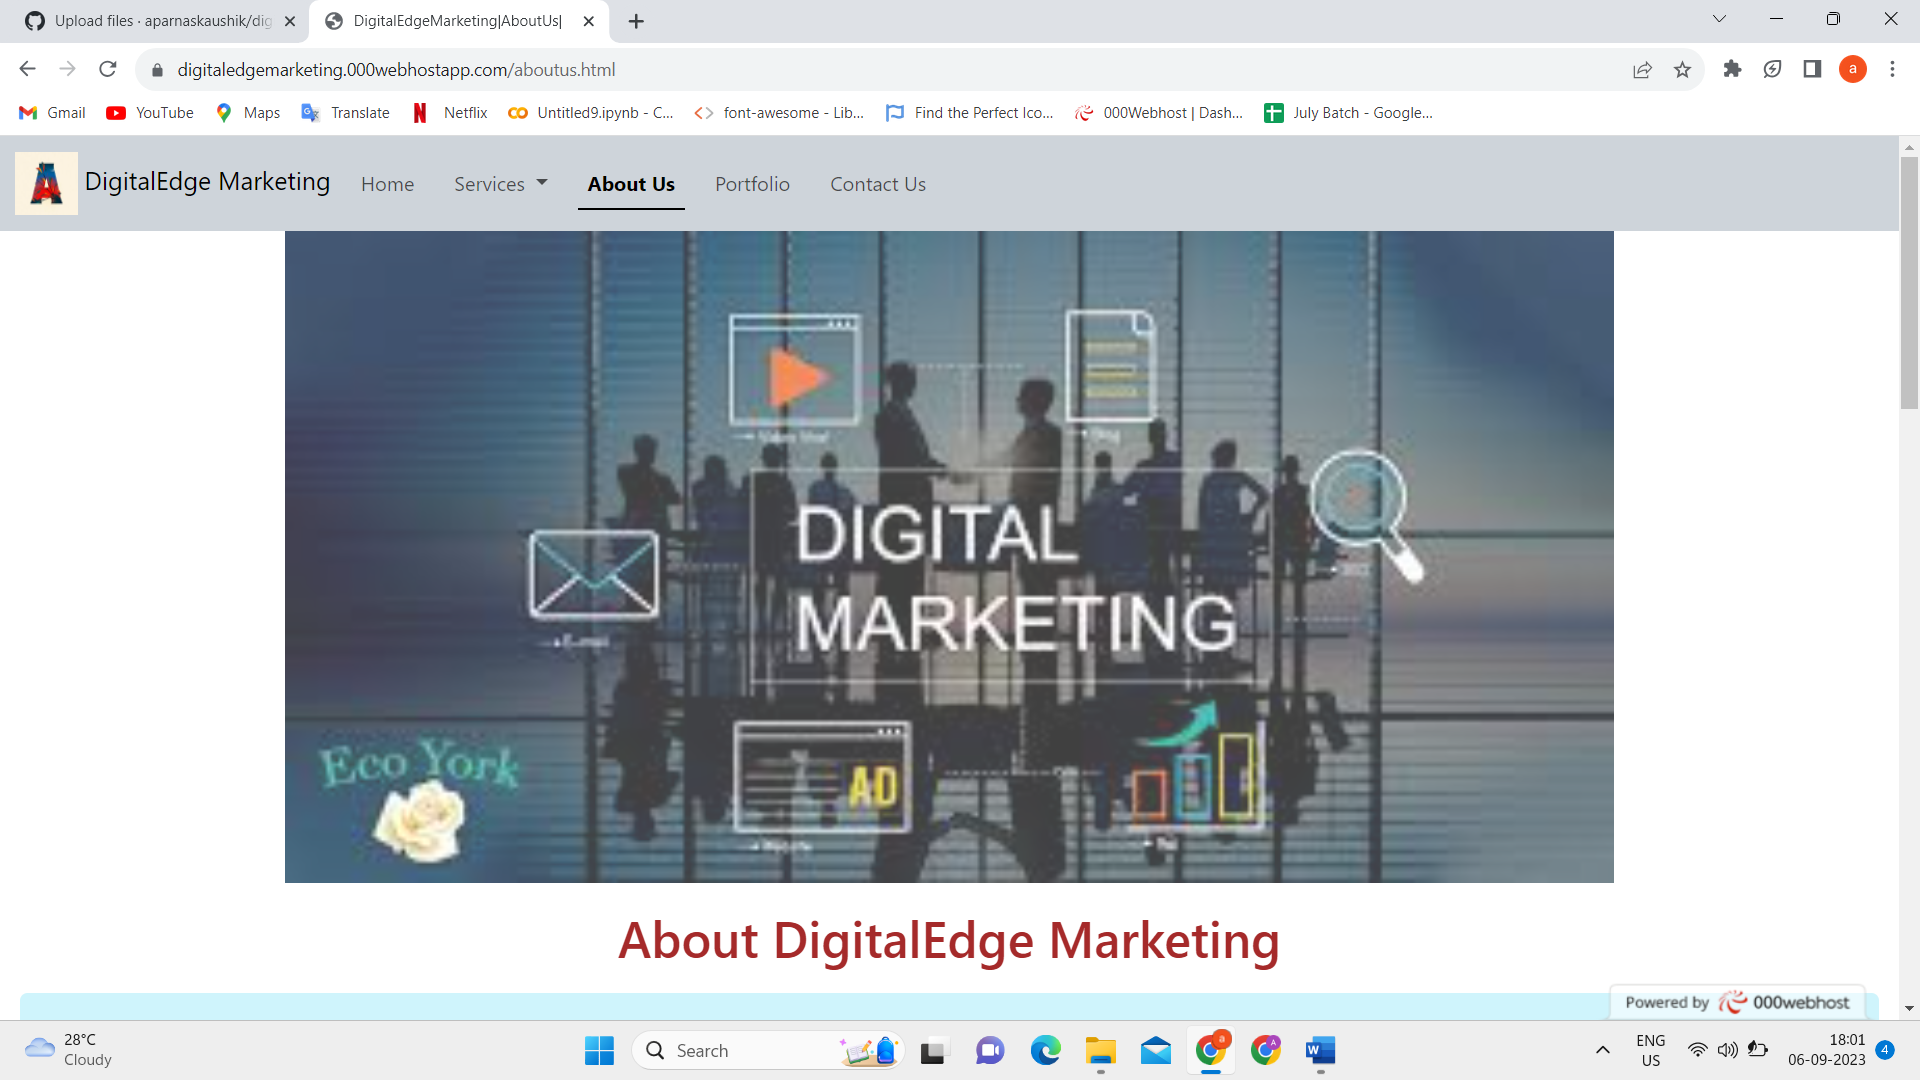 Upload files · aparnaskaushik/dig
DigitalEdgeMarketing|AboutUs|
digitaledgemarketing.000webhostapp.com/aboutus.html
a
Gmail
YouTube
Maps
Translate
Netflix
Untitled9.ipynb - C...
font-awesome - Lib...
Find the Perfect Ico...
000Webhost | Dash...
July Batch - Google...
DigitalEdge Marketing
Home
Services
About Us
Portfolio
Contact Us
Blog
DIGITAL
MARKETING
E-mail
Eco York
AD
Website
About DigitalEdge Marketing
Powered by 000webhost
28°C
Cloudy
Search
ENG
US
18:01
06-09-2023
4